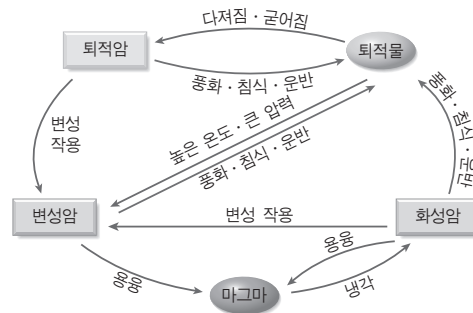 다져짐·굳어짐
퇴적암
퇴적물
풍화·침식·운반
풍화·침식·운반
변성
작용
높은 온도·큰 압력
풍화·침식·운반
변성암
변성 작용
화성암
용융
용융
마그마
냉각